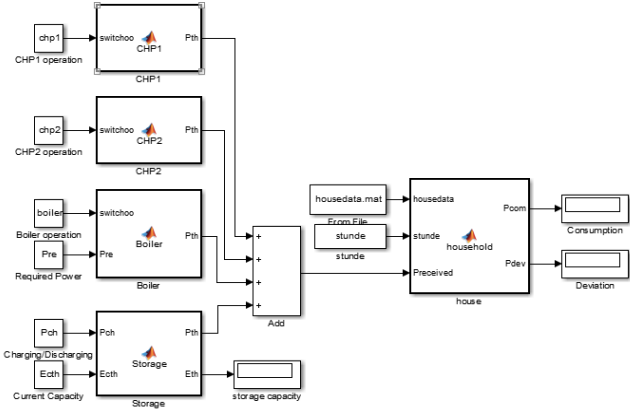 chp1
switchoo
CHP1
Pth
CHP1 operation
CHP1
chp2
switchoo
CHP2
Pth
CHP2 operation
CHP2
boiler
switchoo
Boiler
Pth
Boiler operation
Pre
Pre
Required Power
Boiler
Pch
Pch
Storage
Pth
Charging/Discharging
Ecth
Ecth
Eth
Current Capacity
Storage
storage capacity
+
+
+
+
Add
housedata.mat
From File
stunde
stunde
housedata
stunde
household
Preceived
Pcom
Pdev
house
Consumption
Deviation